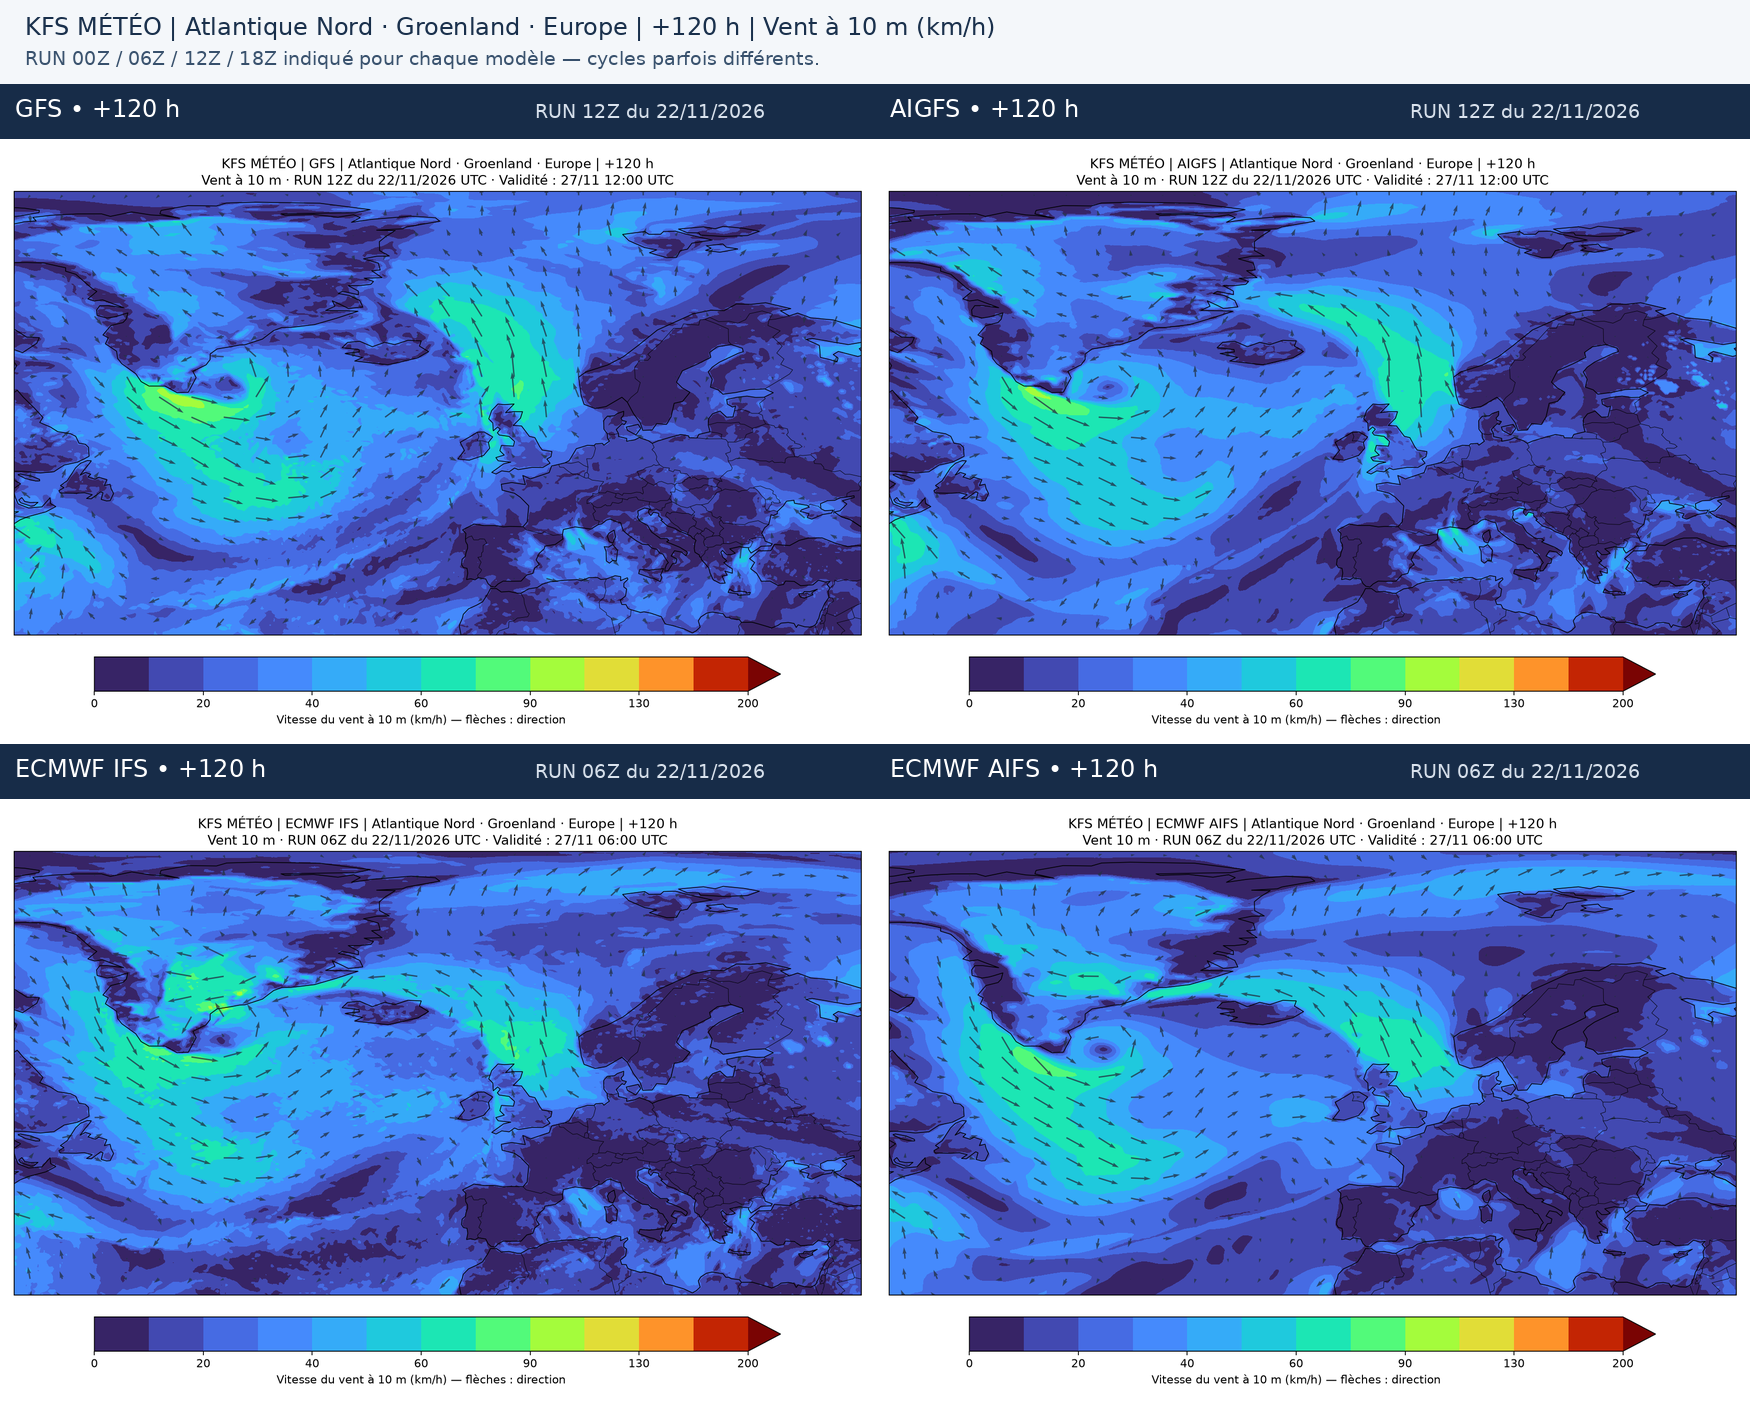 KFS MÉTÉO | Atlantique Nord · Groenland · Europe | +120 h | Vent à 10 m (km/h)
RUN 00Z / 06Z / 12Z / 18Z indiqué pour chaque modèle — cycles parfois différents.
GFS • +120 h RUN 12Z du 22/11/2026
KFS MÉTÉO | GFS | Atlantique Nord · Groenland · Europe | +120 h
Vent à 10 m · RUN 12Z du 22/11/2026 UTC · Validité : 27/11 12:00 UTC
0 20 40 60 90 130 200
Vitesse du vent à 10 m (km/h) — flèches : direction
AIGFS • +120 h RUN 12Z du 22/11/2026
KFS MÉTÉO | AIGFS | Atlantique Nord · Groenland · Europe | +120 h
Vent à 10 m · RUN 12Z du 22/11/2026 UTC · Validité : 27/11 12:00 UTC
0 20 40 60 90 130 200
Vitesse du vent à 10 m (km/h) — flèches : direction
ECMWF IFS • +120 h RUN 06Z du 22/11/2026
KFS MÉTÉO | ECMWF IFS | Atlantique Nord · Groenland · Europe | +120 h
Vent 10 m · RUN 06Z du 22/11/2026 UTC · Validité : 27/11 06:00 UTC
0 20 40 60 90 130 200
Vitesse du vent à 10 m (km/h) — flèches : direction
ECMWF AIFS • +120 h RUN 06Z du 22/11/2026
KFS MÉTÉO | ECMWF AIFS | Atlantique Nord · Groenland · Europe | +120 h
Vent 10 m · RUN 06Z du 22/11/2026 UTC · Validité : 27/11 06:00 UTC
0 20 40 60 90 130 200
Vitesse du vent à 10 m (km/h) — flèches : direction